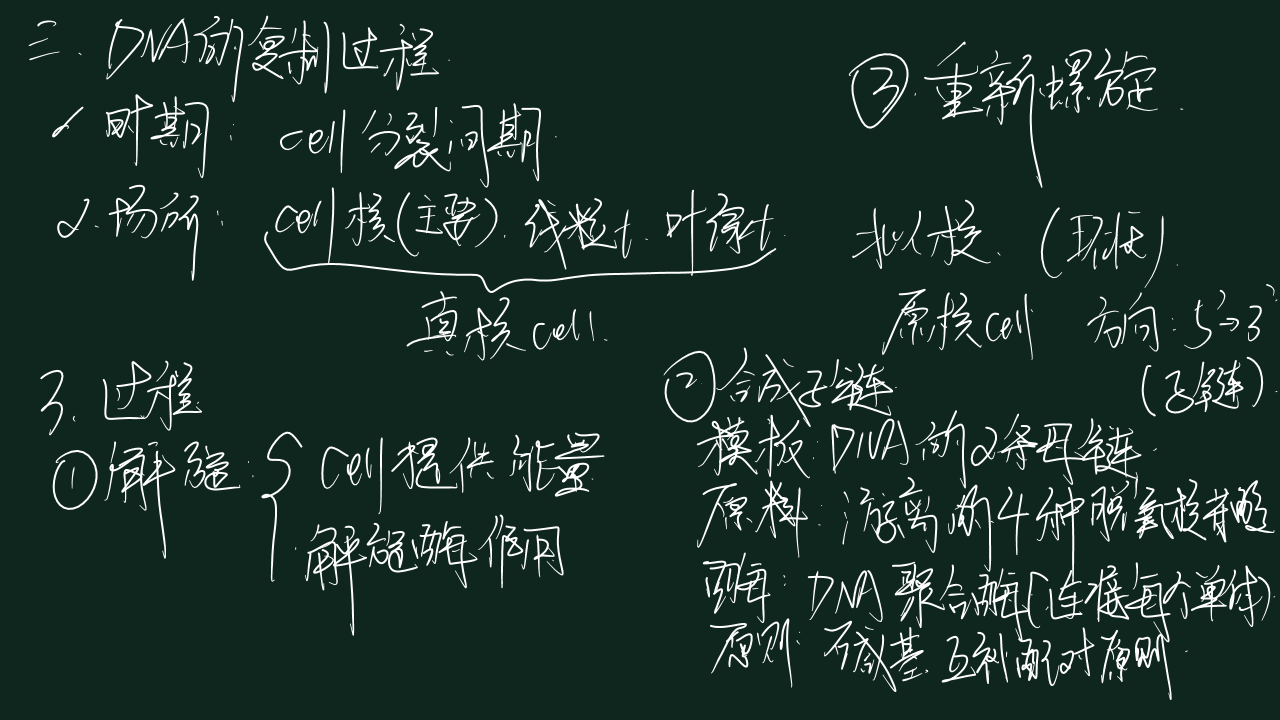 三. DNA的复制过程
1. 时期: cell分裂间期.
2. 场所: cell核(主要). 线粒t. 叶绿t.
真核cell.
拟核. (环状).
原核cell
方向: 5'→3'
(子链)
3. 过程
①解旋: cell提供能量
解旋酶作用
②合成子链.
模板: DNA的2条母链.
原料: 游离的4种脱氧核苷酸
酶: DNA聚合酶(连接每个单体)
原则: 碱基互补配对原则.
③. 重新螺旋.